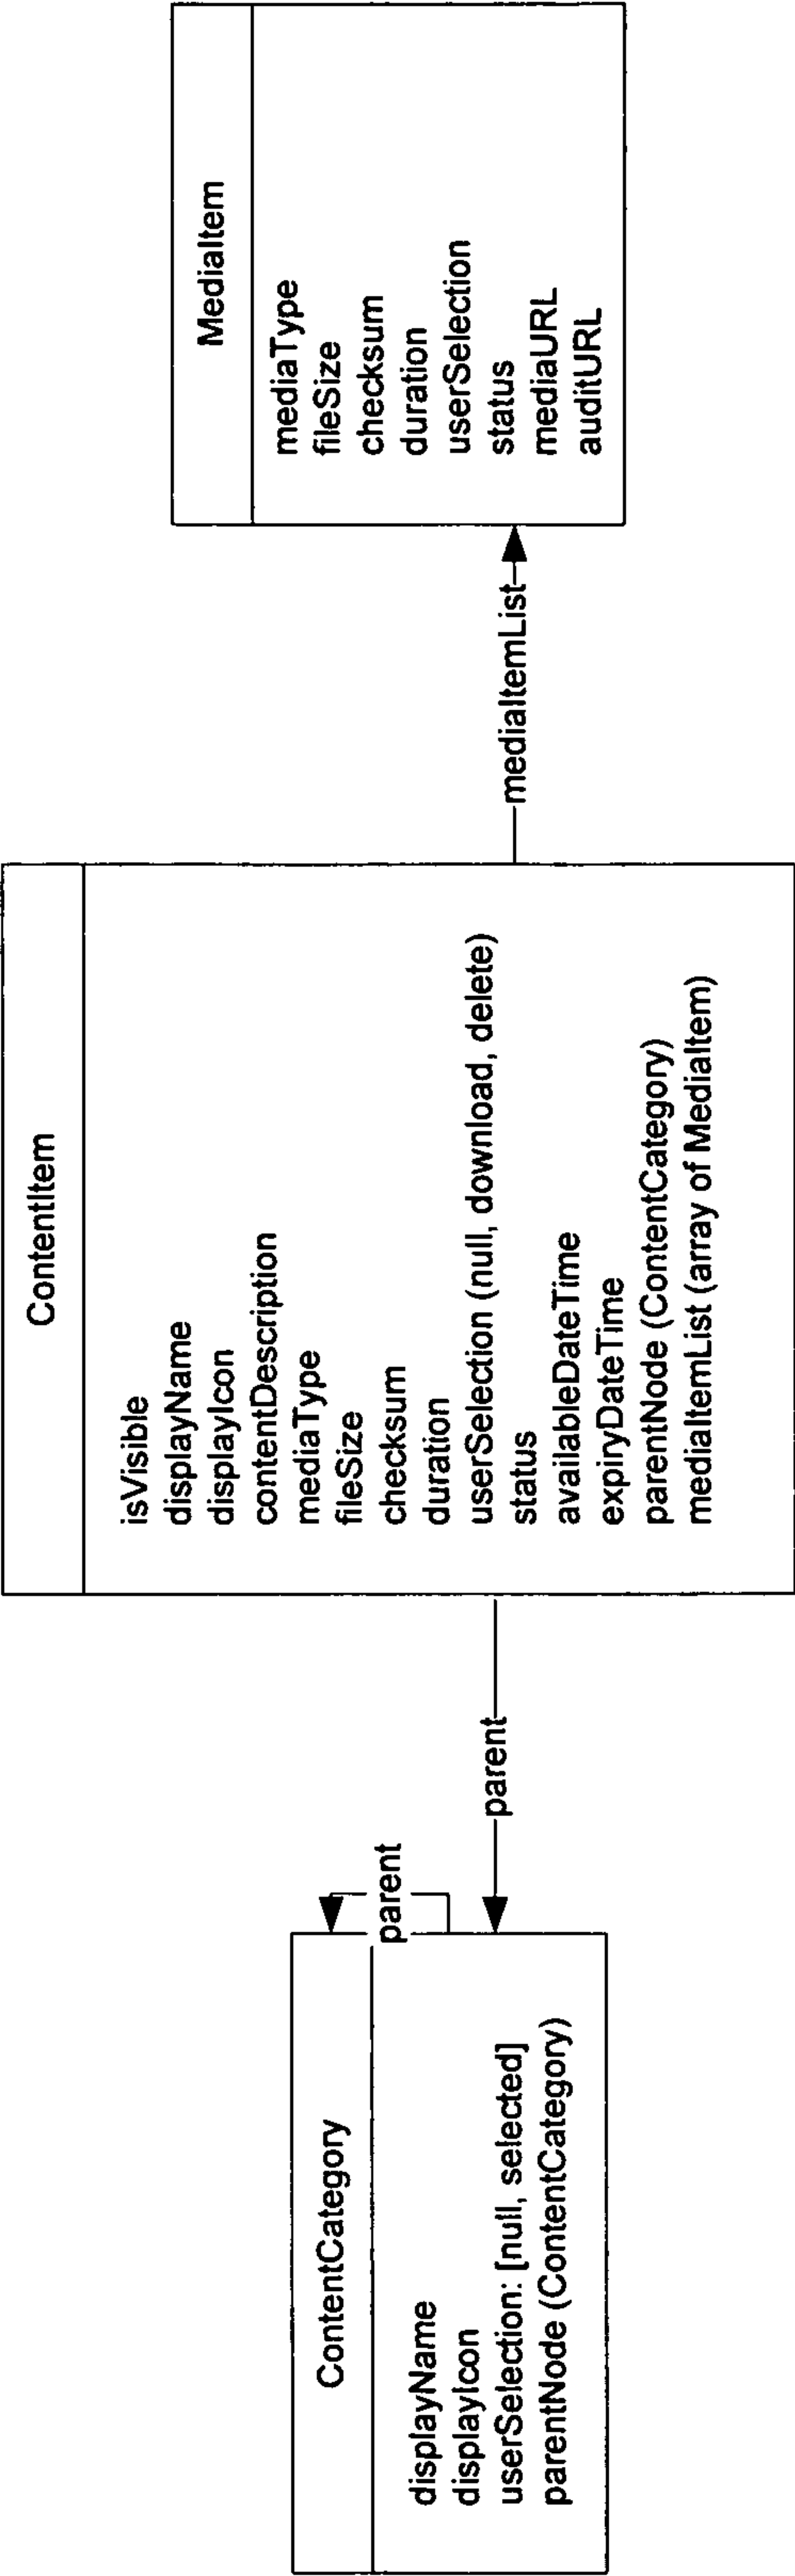 ContentCategory
displayName
displayIcon
userSelection: [null, selected]
parentNode (ContentCategory)
parent
parent
ContentItem
isVisible
displayName
displayIcon
contentDescription
mediaType
fileSize
checksum
duration
userSelection (null, download, delete)
status
availableDateTime
expiryDateTime
parentNode (ContentCategory)
mediaItemList (array of MediaItem)
mediaItemList
MediaItem
mediaType
fileSize
checksum
duration
userSelection
status
mediaURL
auditURL